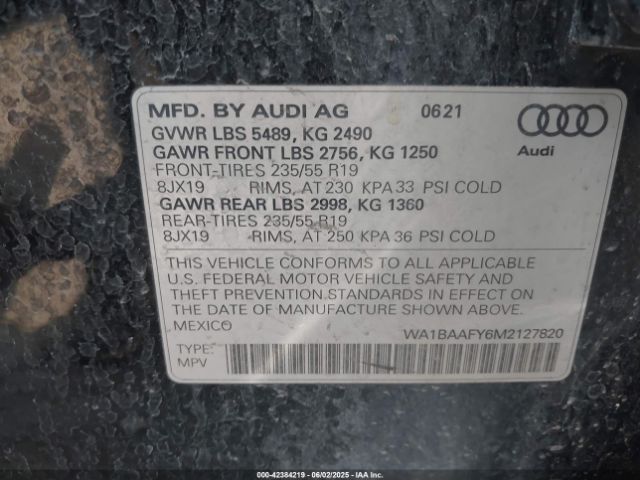 MFD. BY AUDI AG 0621
GVWR LBS 5489, KG 2490
GAWR FRONT LBS 2756, KG 1250
Audi
FRONT-TIRES 235/55 R19
8JX19 RIMS, AT 230 KPA 33 PSI COLD
GAWR REAR LBS 2998, KG 1360
REAR-TIRES 235/55 R19
8JX19 RIMS, AT 250 KPA 36 PSI COLD
THIS VEHICLE CONFORMS TO ALL APPLICABLE
U.S. FEDERAL MOTOR VEHICLE SAFETY AND
THEFT PREVENTION STANDARDS IN EFFECT ON
THE DATE OF MANUFACTURE SHOWN ABOVE.
MEXICO WA1BAAFY6M2127820
TYPE:
MPV
000-42384219 - 06/02/2025 - IAA Inc.